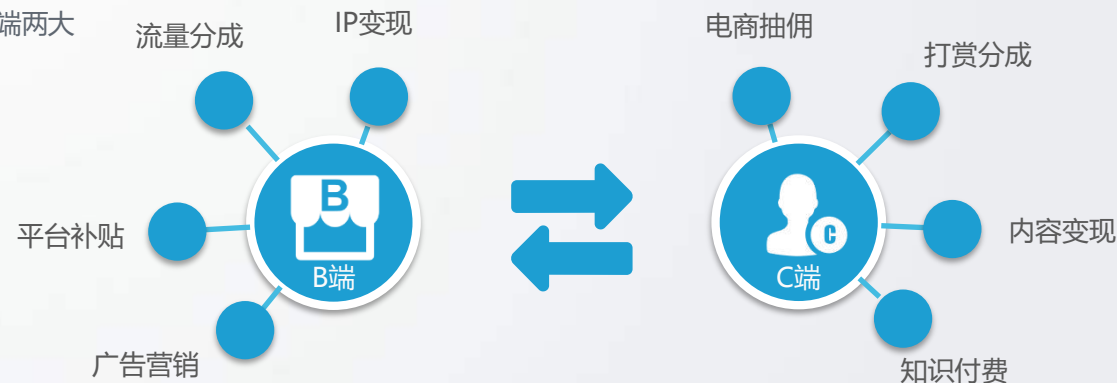 端两大
流量分成
IP变现
平台补贴
广告营销
B
B端
电商抽佣
打赏分成
内容变现
知识付费
C
C端